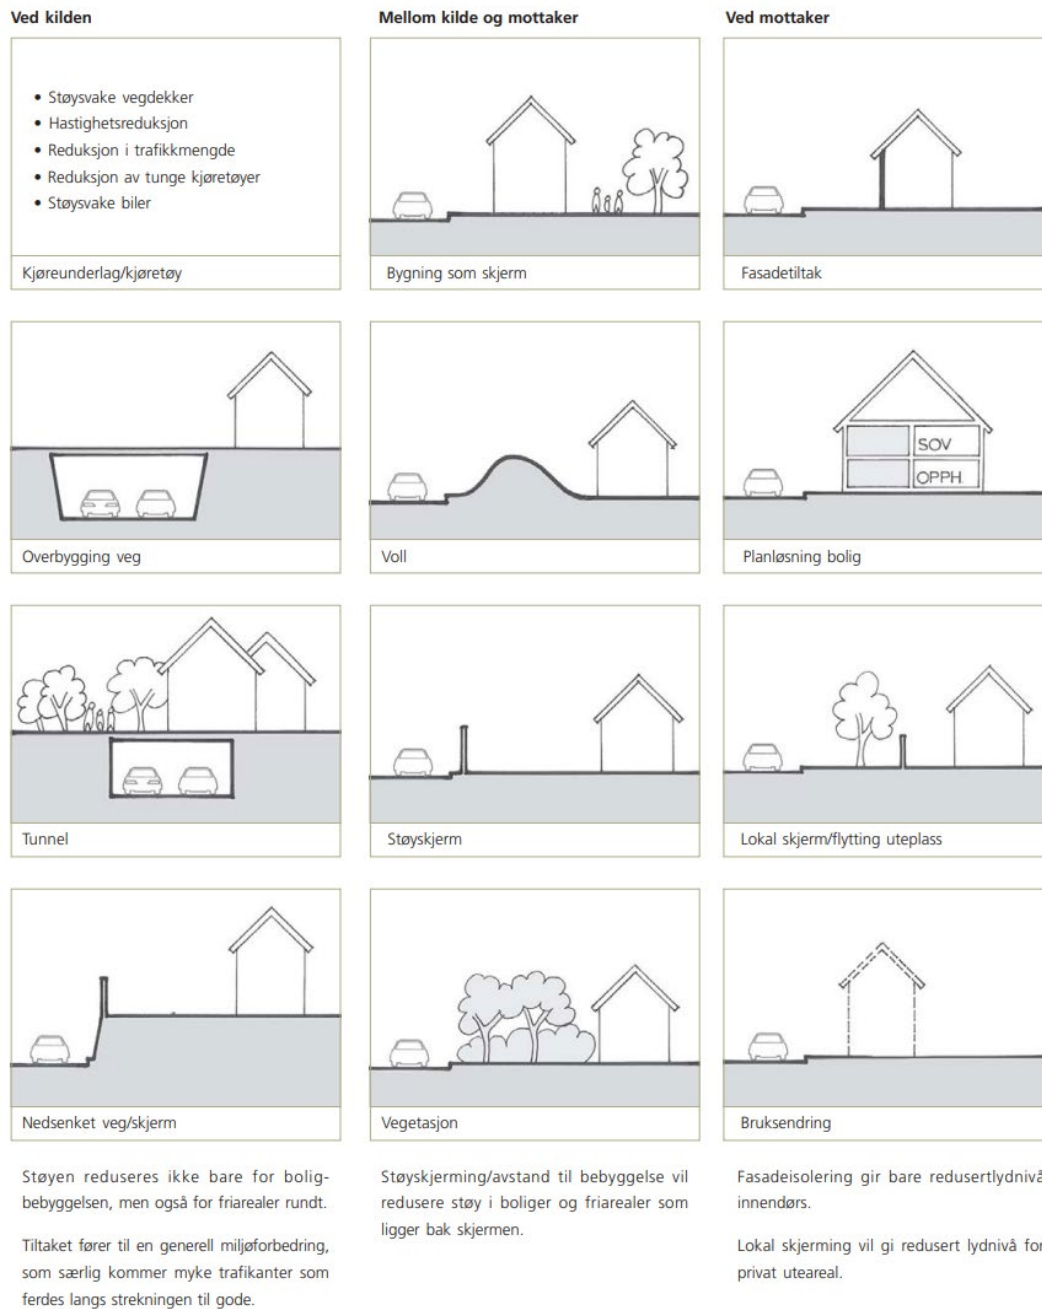 Ved kilden
Mellom kilde og mottaker
Ved mottaker
• Støysvake vegdekker
• Hastighetsreduksjon
• Reduksjon i trafikkmengde
• Reduksjon av tunge kjøretøyer
• Støysvake biler
Kjøreunderlag/kjøretøy
Bygning som skjerm
Fasadetiltak
Overbygging veg
Voll
SOV
OPPH.
Planløsning bolig
Tunnel
Støyskjerm
Lokal skjerm/flytting uteplass
Nedsenket veg/skjerm
Vegetasjon
Bruksendring
Støyen reduseres ikke bare for bolig-
bebyggelsen, men også for friarealer rundt.
Tiltaket fører til en generell miljøforbedring,
som særlig kommer myke trafikanter som
ferdes langs strekningen til gode.
Støyskjerming/avstand til bebyggelse vil
redusere støy i boliger og friarealer som
ligger bak skjermen.
Fasadeisolering gir bare redusertlydnivå
innendørs.
Lokal skjerming vil gi redusert lydnivå for
privat uteareal.